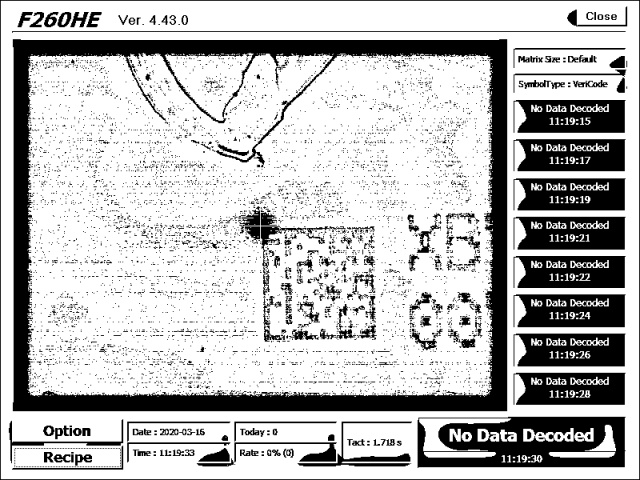 F260HE Ver. 4.43.0
Close
Matrix Size : Default
SymbolType : VeriCode
No Data Decoded
11:19:15
No Data Decoded
11:19:17
No Data Decoded
11:19:19
No Data Decoded
11:19:21
No Data Decoded
11:19:22
No Data Decoded
11:19:24
No Data Decoded
11:19:26
No Data Decoded
11:19:28
XB
00
Option
Recipe
Date : 2020-03-16
Time : 11:19:33
Today : 0
Rate : 0% (0)
Tact : 1.718 s
No Data Decoded
11:19:30